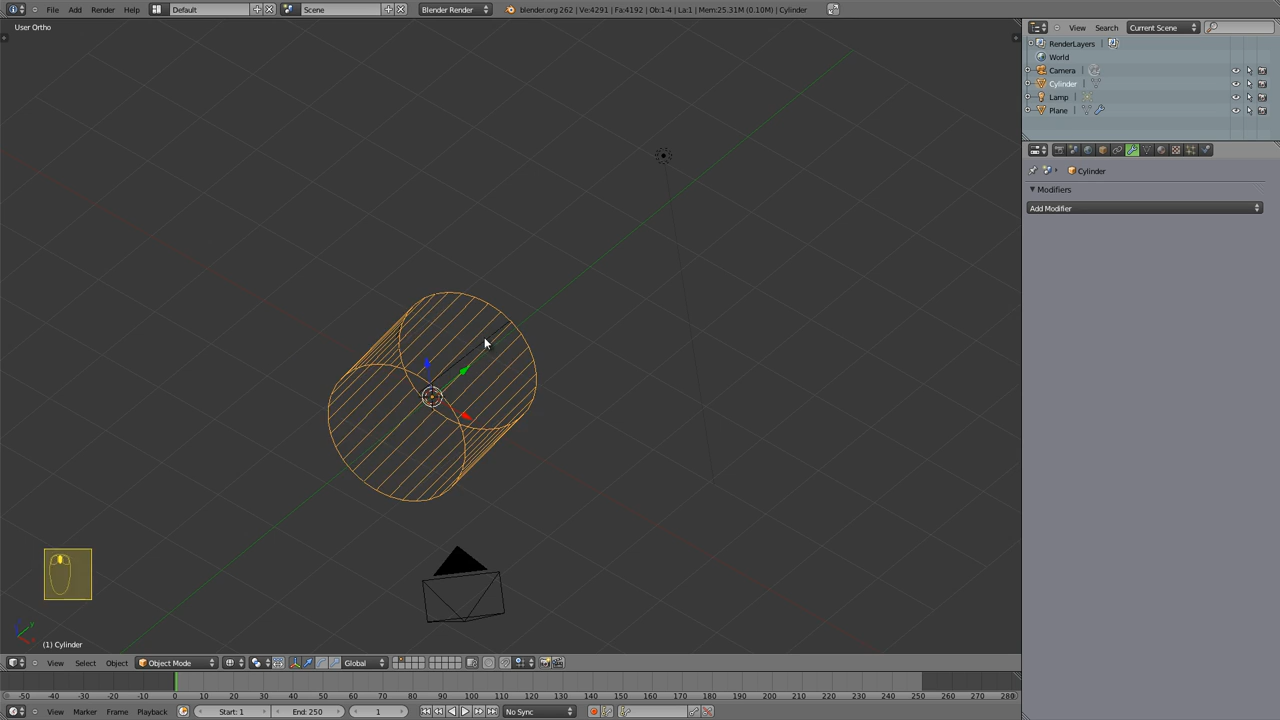 File Add Render Help Default Scene Blender Render blender.org 262 | Ve:4291 | Fa:4192 | Ob:1-4 | La:1 | Mem:25.31M (0.10M) | Cylinder
User Ortho
View Search Current Scene
RenderLayers |
World
Camera |
Cylinder |
Lamp |
Plane |
Cylinder
Modifiers
Add Modifier
(1) Cylinder
View Select Object Object Mode Global
-50 -40 -30 -20 -10 0 10 20 30 40 50 60 70 80 90 100 110 120 130 140 150 160 170 180 190 200 210 220 230 240 250 260 270 280
View Marker Frame Playback Start: 1 End: 250 1 No Sync